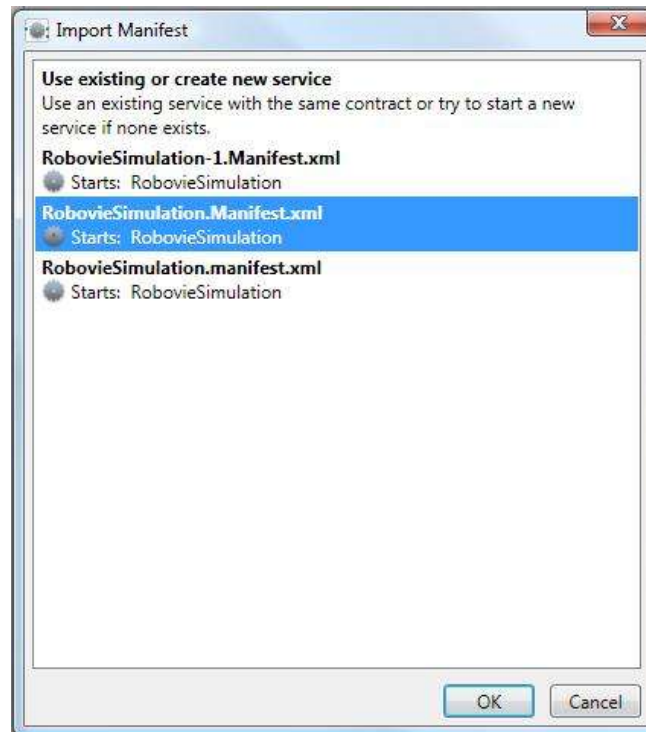 Import Manifest
Use existing or create new service
Use an existing service with the same contract or try to start a new
service if none exists.
RobovieSimulation-1.Manifest.xml
Starts: RobovieSimulation
RobovieSimulation.Manifest.xml
Starts: RobovieSimulation
RobovieSimulation.manifest.xml
Starts: RobovieSimulation
OK Cancel